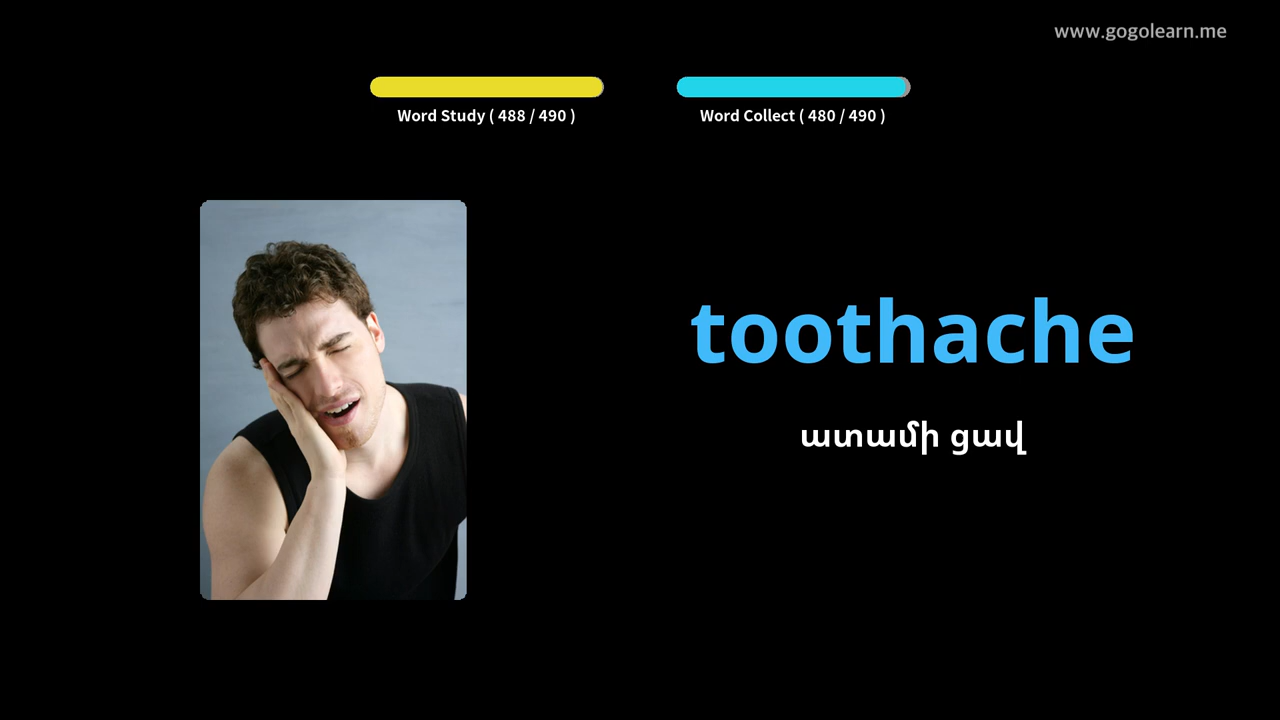 www.gogolearn.me
Word Study ( 488 / 490 )
Word Collect ( 480 / 490 )
toothache
ատամի ցավ